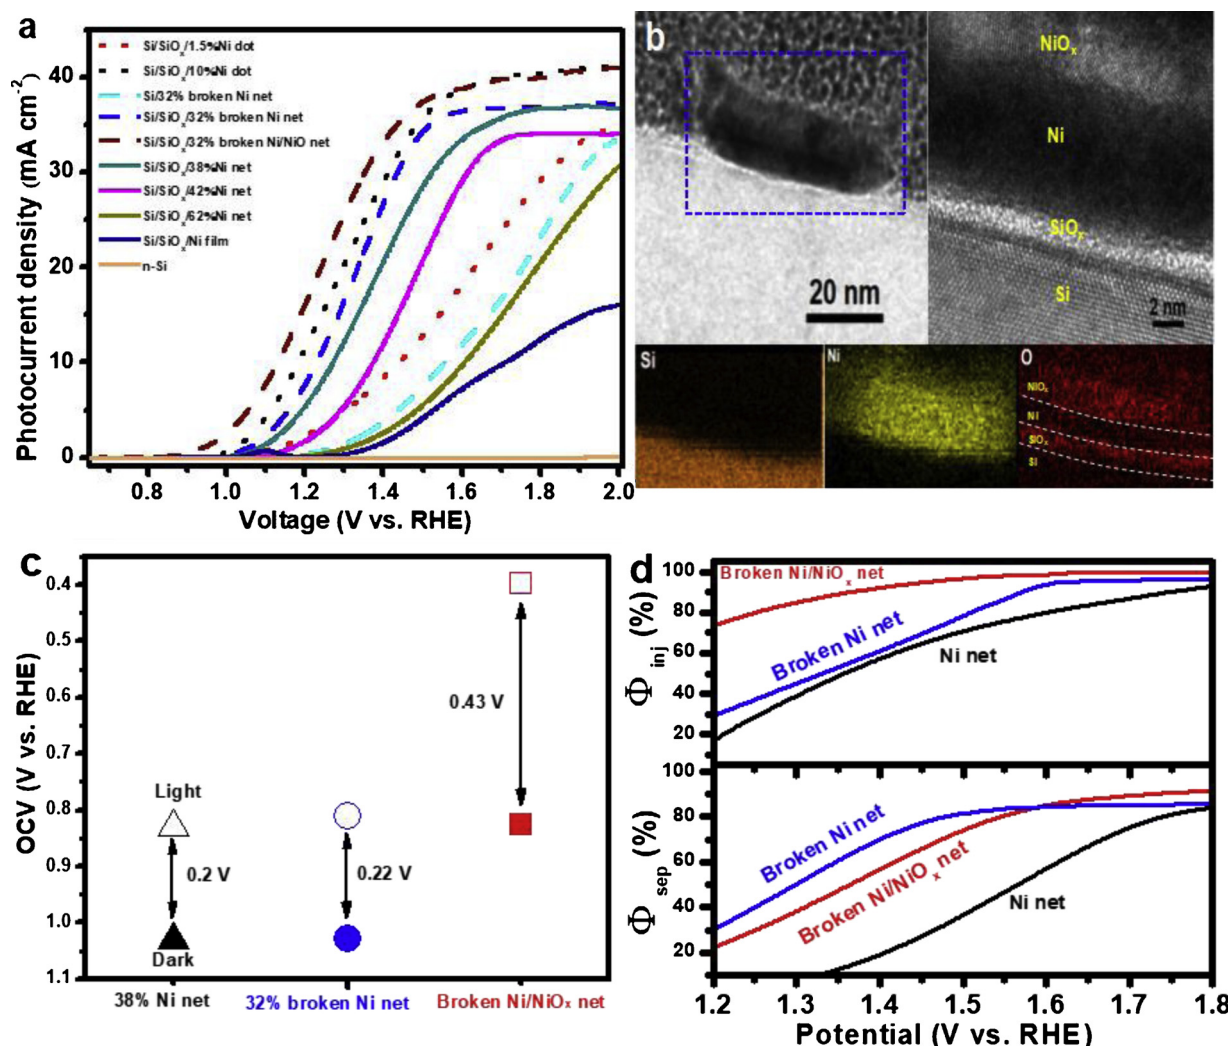 a
Photocurrent density (mA cm⁻²)
40
30
20
10
0
Si/SiOₓ/1.5%Ni dot
Si/SiOₓ/10%Ni dot
Si/32% broken Ni net
Si/SiOₓ/32% broken Ni net
Si/SiOₓ/32% broken Ni/NiO net
Si/SiOₓ/38%Ni net
Si/SiOₓ/42%Ni net
Si/SiOₓ/62%Ni net
Si/SiOₓ/Ni film
n-Si
0.8 1.0 1.2 1.4 1.6 1.8 2.0
Voltage (V vs. RHE)
b
20 nm
NiOₓ
Ni
SiOₓ
Si
2 nm
Si
Ni
O
NiOₓ
Ni
SiOₓ
Si
c
OCV (V vs. RHE)
0.4
0.5
0.6
0.7
0.8
0.9
1.0
1.1
Light
0.2 V
Dark
0.22 V
0.43 V
38% Ni net
32% broken Ni net
Broken Ni/NiOₓ net
d
Φinj (%)
100
80
60
40
20
Broken Ni/NiOₓ net
Broken Ni net
Ni net
Φsep (%)
100
80
60
40
20
Broken Ni net
Broken Ni/NiOₓ net
Ni net
1.2 1.3 1.4 1.5 1.6 1.7 1.8
Potential (V vs. RHE)